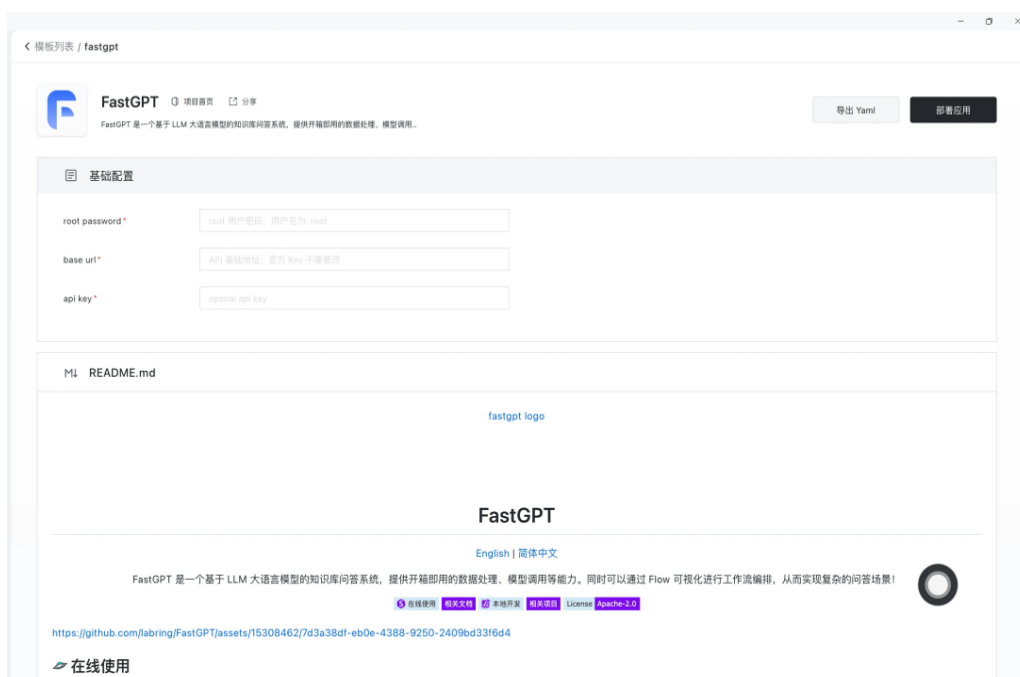 模板列表 / fastgpt
FastGPT 项目首页 分享
FastGPT 是一个基于 LLM 大语言模型的知识库问答系统，提供开箱即用的数据处理、模型调用...
导出 Yaml
部署应用
基础配置
root password*
root 用户密码，用户名为: root
base url*
API 基础地址，官方 Key 不需要改
api key*
openai api key
README.md
fastgpt logo
FastGPT
English | 简体中文
FastGPT 是一个基于 LLM 大语言模型的知识库问答系统，提供开箱即用的数据处理、模型调用等能力。同时可以通过 Flow 可视化进行工作流编排，从而实现复杂的问答场景！
在线使用 相关文档 本地开发 相关项目 License Apache-2.0
https://github.com/labring/FastGPT/assets/15308462/7d3a38df-eb0e-4388-9250-2409bd33f6d4
在线使用